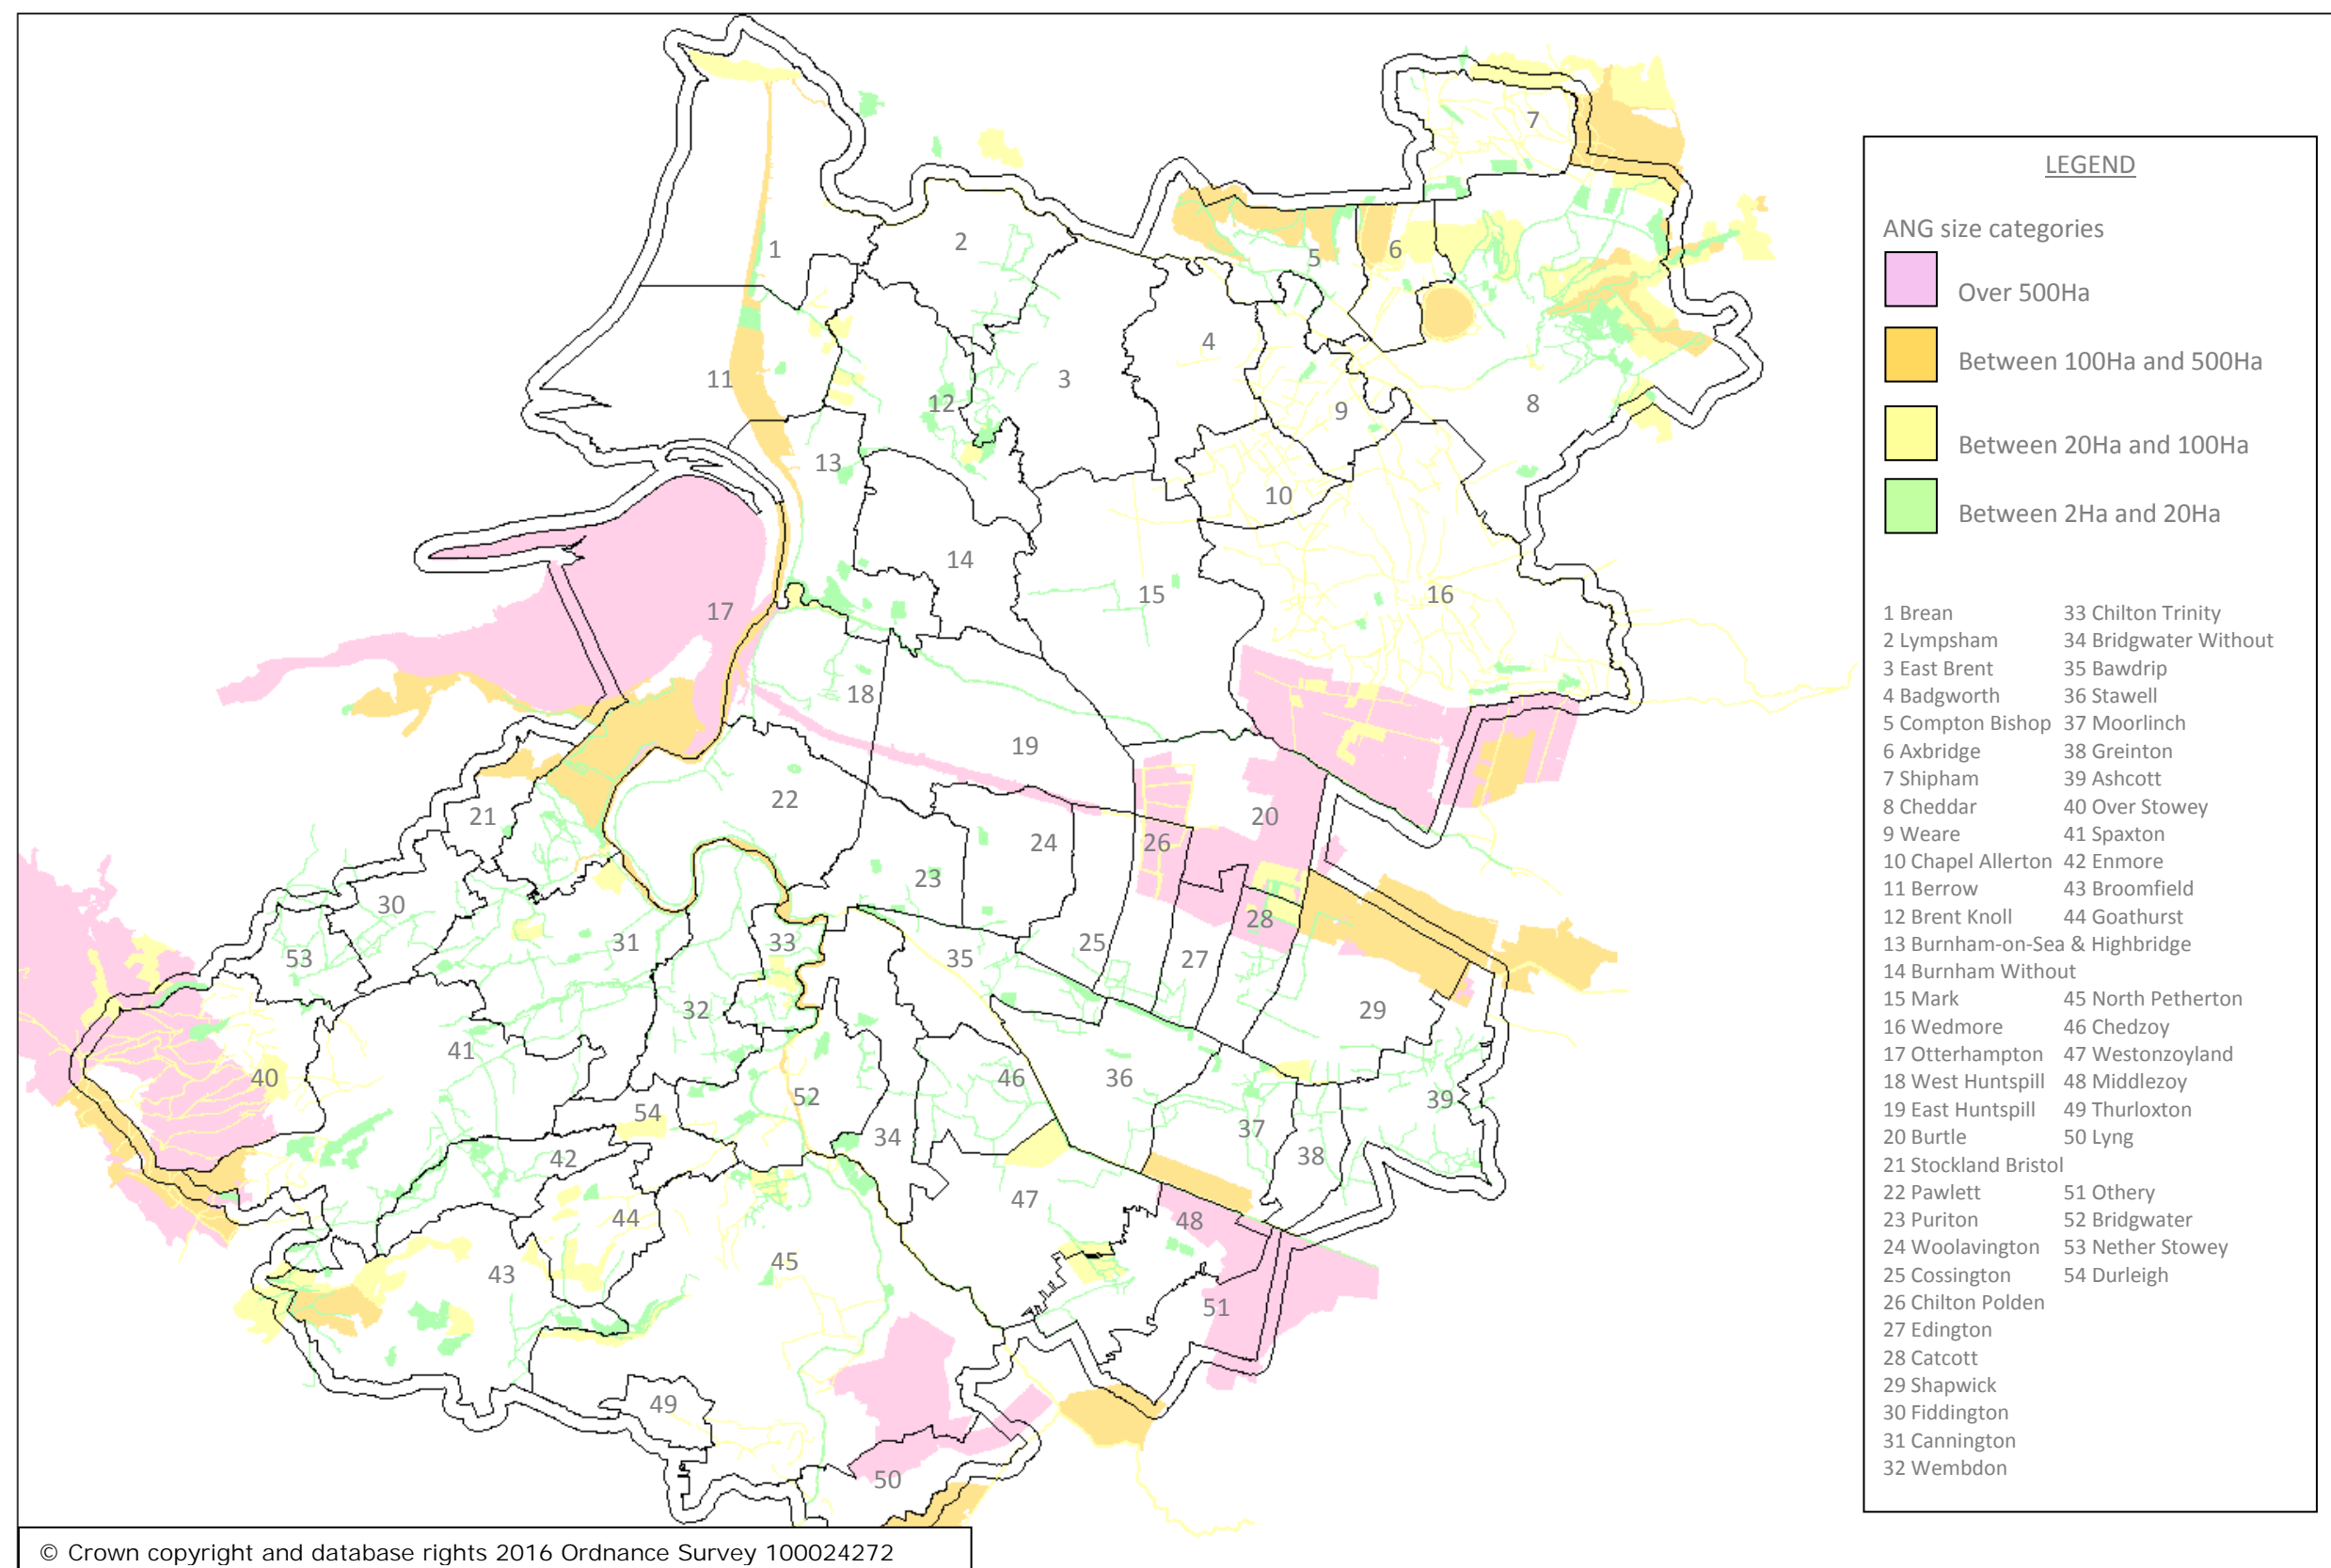 LEGEND
ANG size categories
Over 500Ha
Between 100Ha and 500Ha
Between 20Ha and 100Ha
Between 2Ha and 20Ha
1 Brean 33 Chilton Trinity
2 Lympsham 34 Bridgwater Without
3 East Brent 35 Bawdrip
4 Badgworth 36 Stawell
5 Compton Bishop 37 Moorlinch
6 Axbridge 38 Greinton
7 Shipham 39 Ashcott
8 Cheddar 40 Over Stowey
9 Weare 41 Spaxton
10 Chapel Allerton 42 Enmore
11 Berrow 43 Broomfield
12 Brent Knoll 44 Goathurst
13 Burnham-on-Sea & Highbridge
14 Burnham Without
15 Mark 45 North Petherton
16 Wedmore 46 Chedzoy
17 Otterhampton 47 Westonzoyland
18 West Huntspill 48 Middlezoy
19 East Huntspill 49 Thurloxton
20 Burtle 50 Lyng
21 Stockland Bristol
22 Pawlett 51 Othery
23 Puriton 52 Bridgwater
24 Woolavington 53 Nether Stowey
25 Cossington 54 Durleigh
26 Chilton Polden
27 Edington
28 Catcott
29 Shapwick
30 Fiddington
31 Cannington
32 Wembdon
7
1
2
5
6
4
3
11
12
9
8
13
10
14
15
16
17
18
19
22
20
21
24
26
23
30
28
31
33
25
53
35
27
32
29
41
40
46
36
52
39
54
34
37
42
38
47
44
48
45
43
51
49
50
© Crown copyright and database rights 2016 Ordnance Survey 100024272